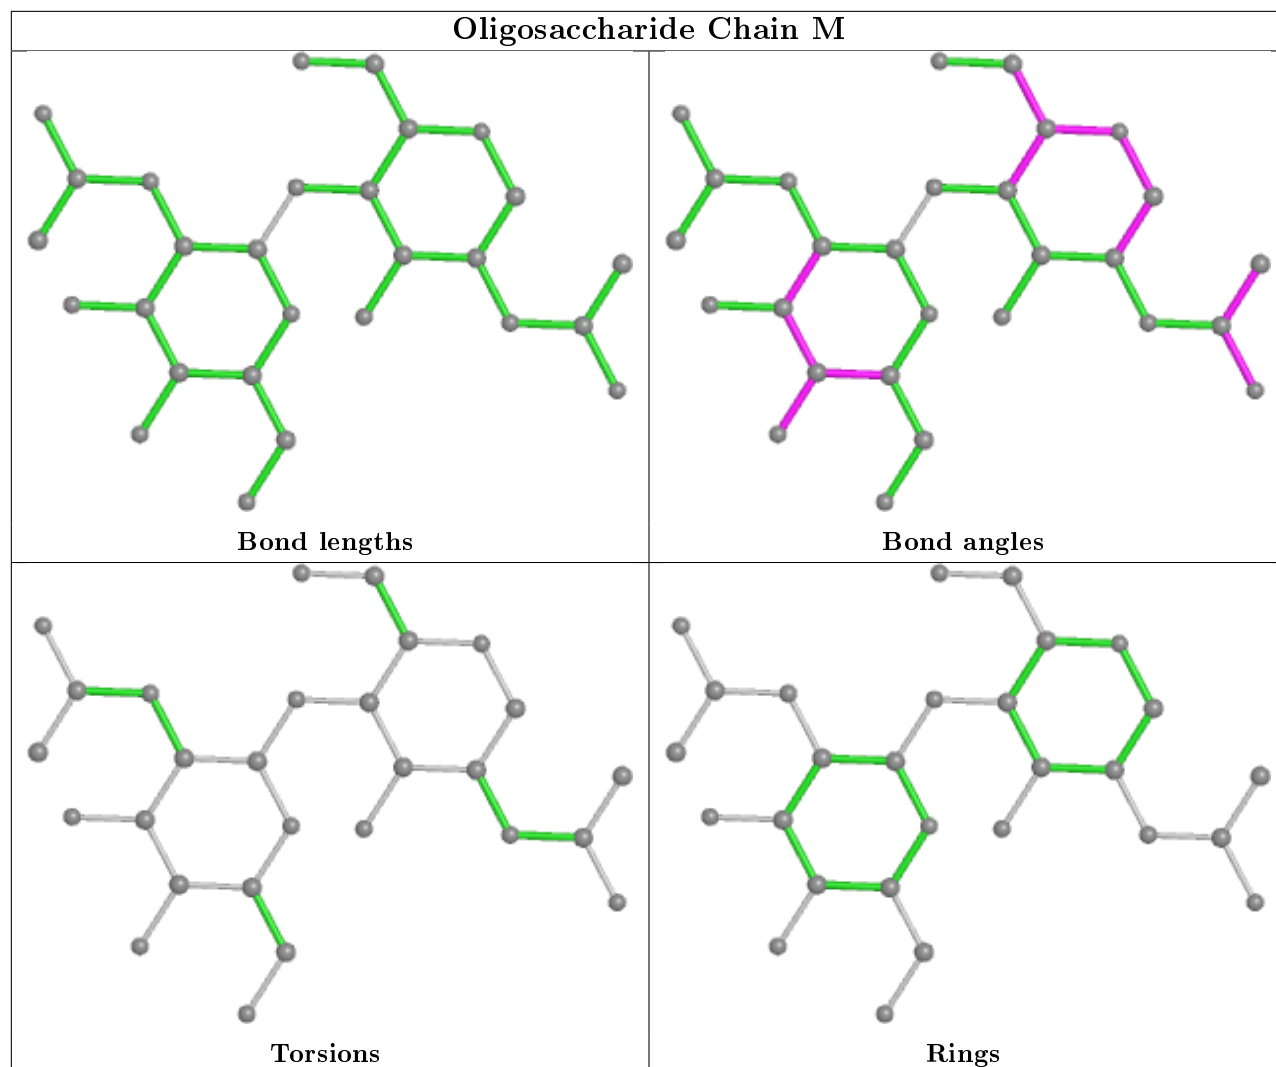 Oligosaccharide Chain M
Bond lengths
Bond angles
Torsions
Rings